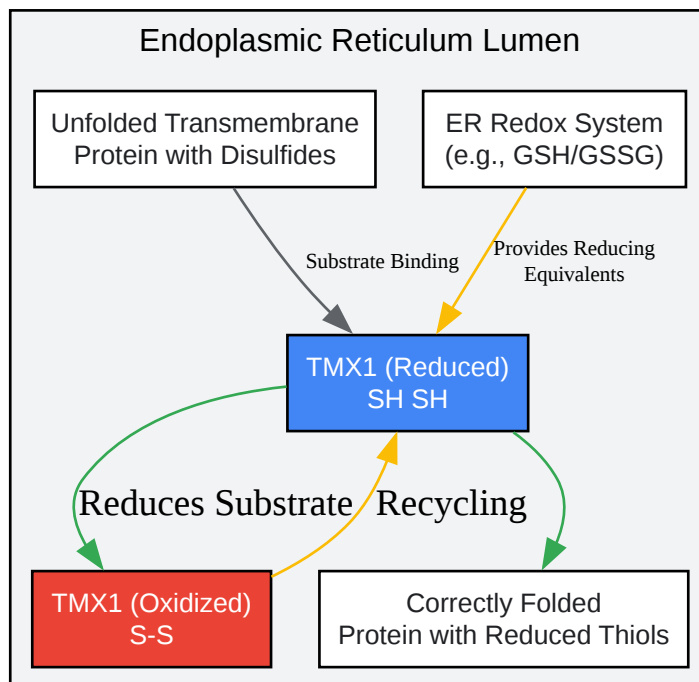 Endoplasmic Reticulum Lumen
Unfolded Transmembrane
Protein with Disulfides
ER Redox System
(e.g., GSH/GSSG)
Substrate Binding
Provides Reducing
Equivalents
TMX1 (Reduced)
SH SH
Reduces Substrate
Recycling
TMX1 (Oxidized)
S-S
Correctly Folded
Protein with Reduced Thiols